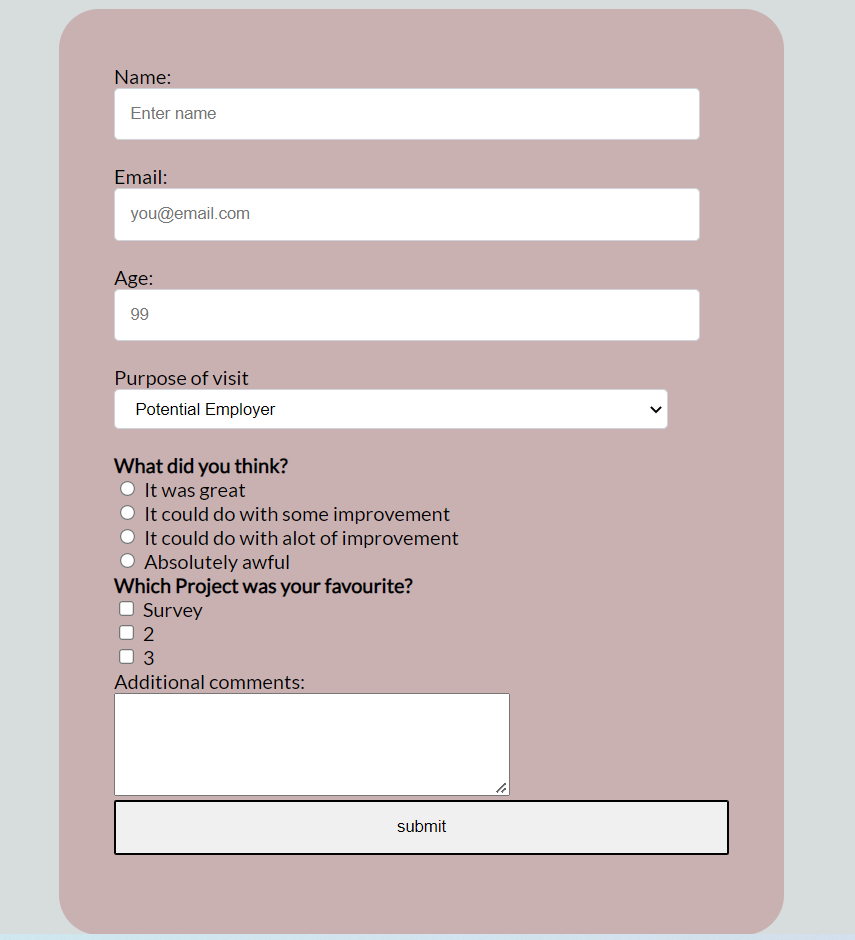 Name:
Enter name
Email:
you@email.com
Age:
99
Purpose of visit
Potential Employer
What did you think?
It was great
It could do with some improvement
It could do with alot of improvement
Absolutely awful
Which Project was your favourite?
Survey
2
3
Additional comments:
submit